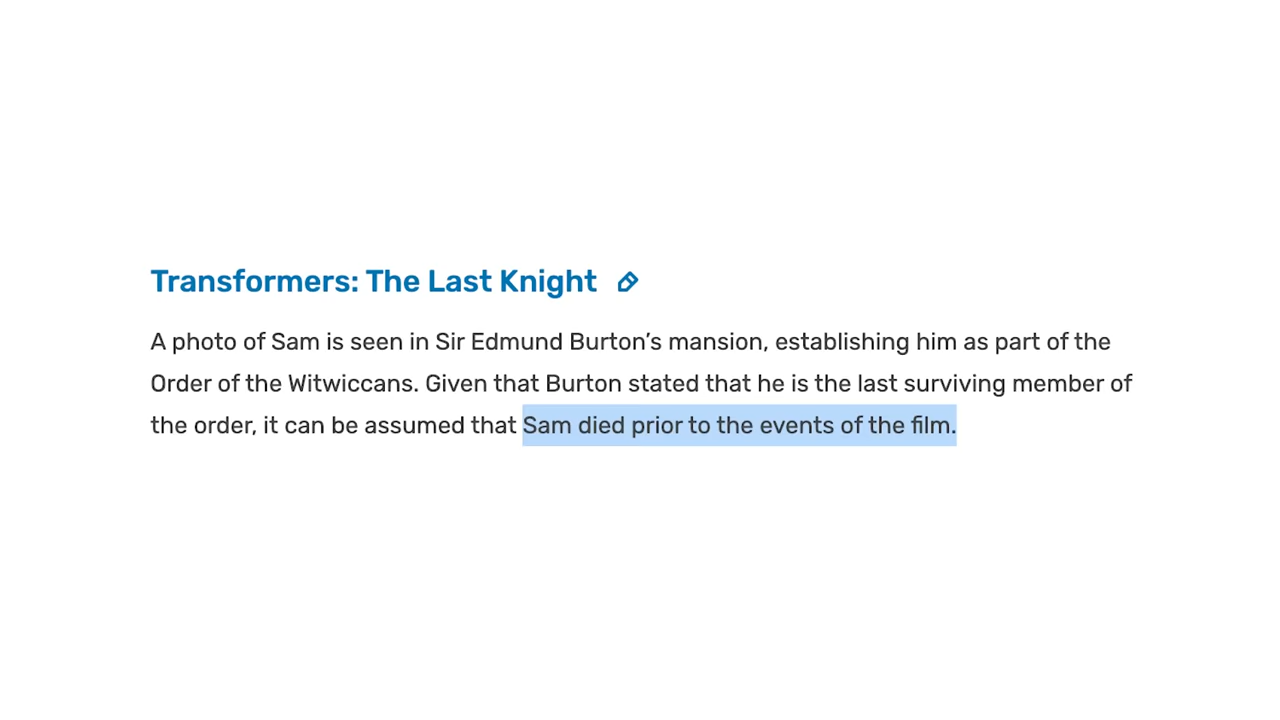 Transformers: The Last Knight
A photo of Sam is seen in Sir Edmund Burton’s mansion, establishing him as part of the
Order of the Witwiccans. Given that Burton stated that he is the last surviving member of
the order, it can be assumed that Sam died prior to the events of the film.